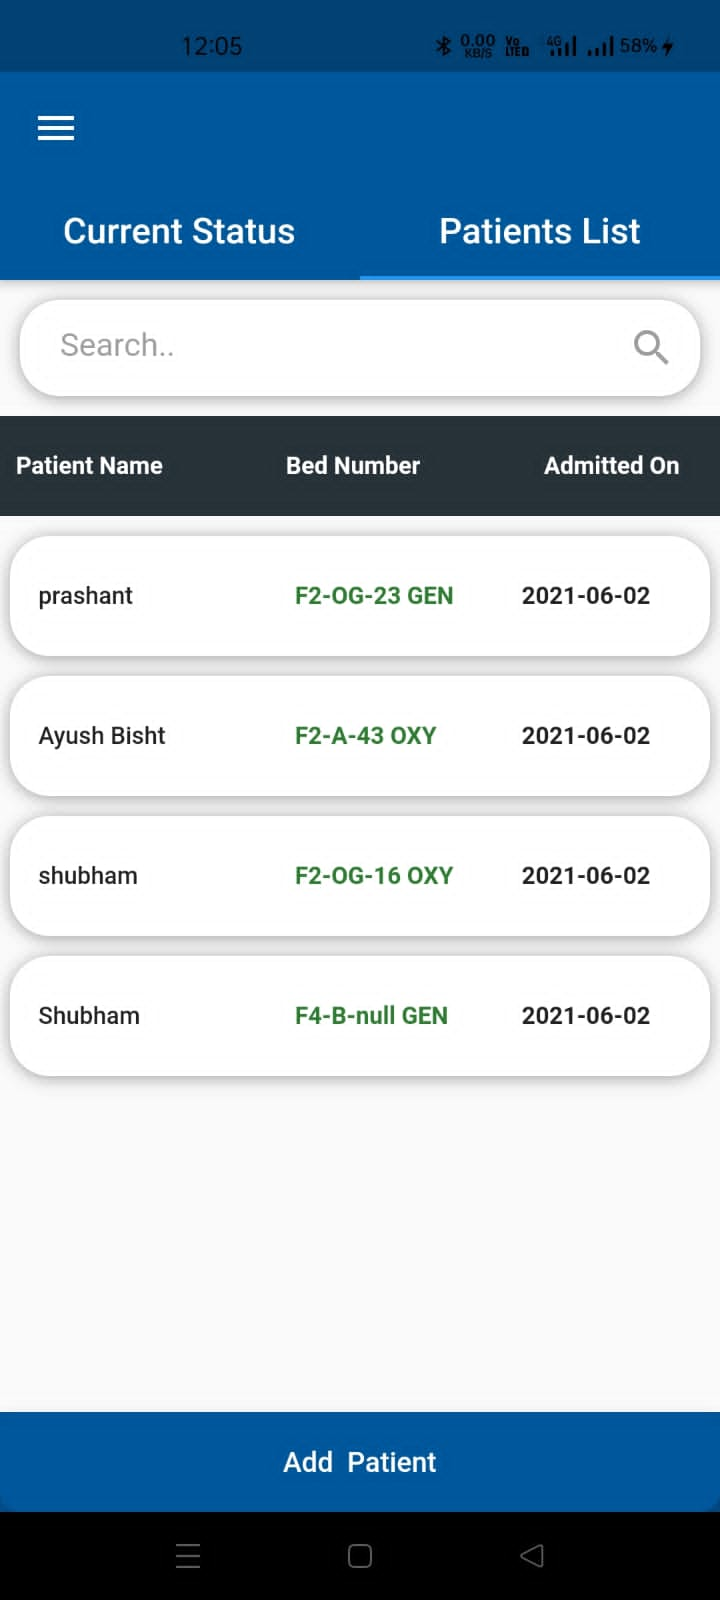 12:05 0.00 KB/S Vo LTE 4G 58%
Current Status Patients List
Search..
Patient Name Bed Number Admitted On
prashant F2-OG-23 GEN 2021-06-02
Ayush Bisht F2-A-43 OXY 2021-06-02
shubham F2-OG-16 OXY 2021-06-02
Shubham F4-B-null GEN 2021-06-02
Add Patient